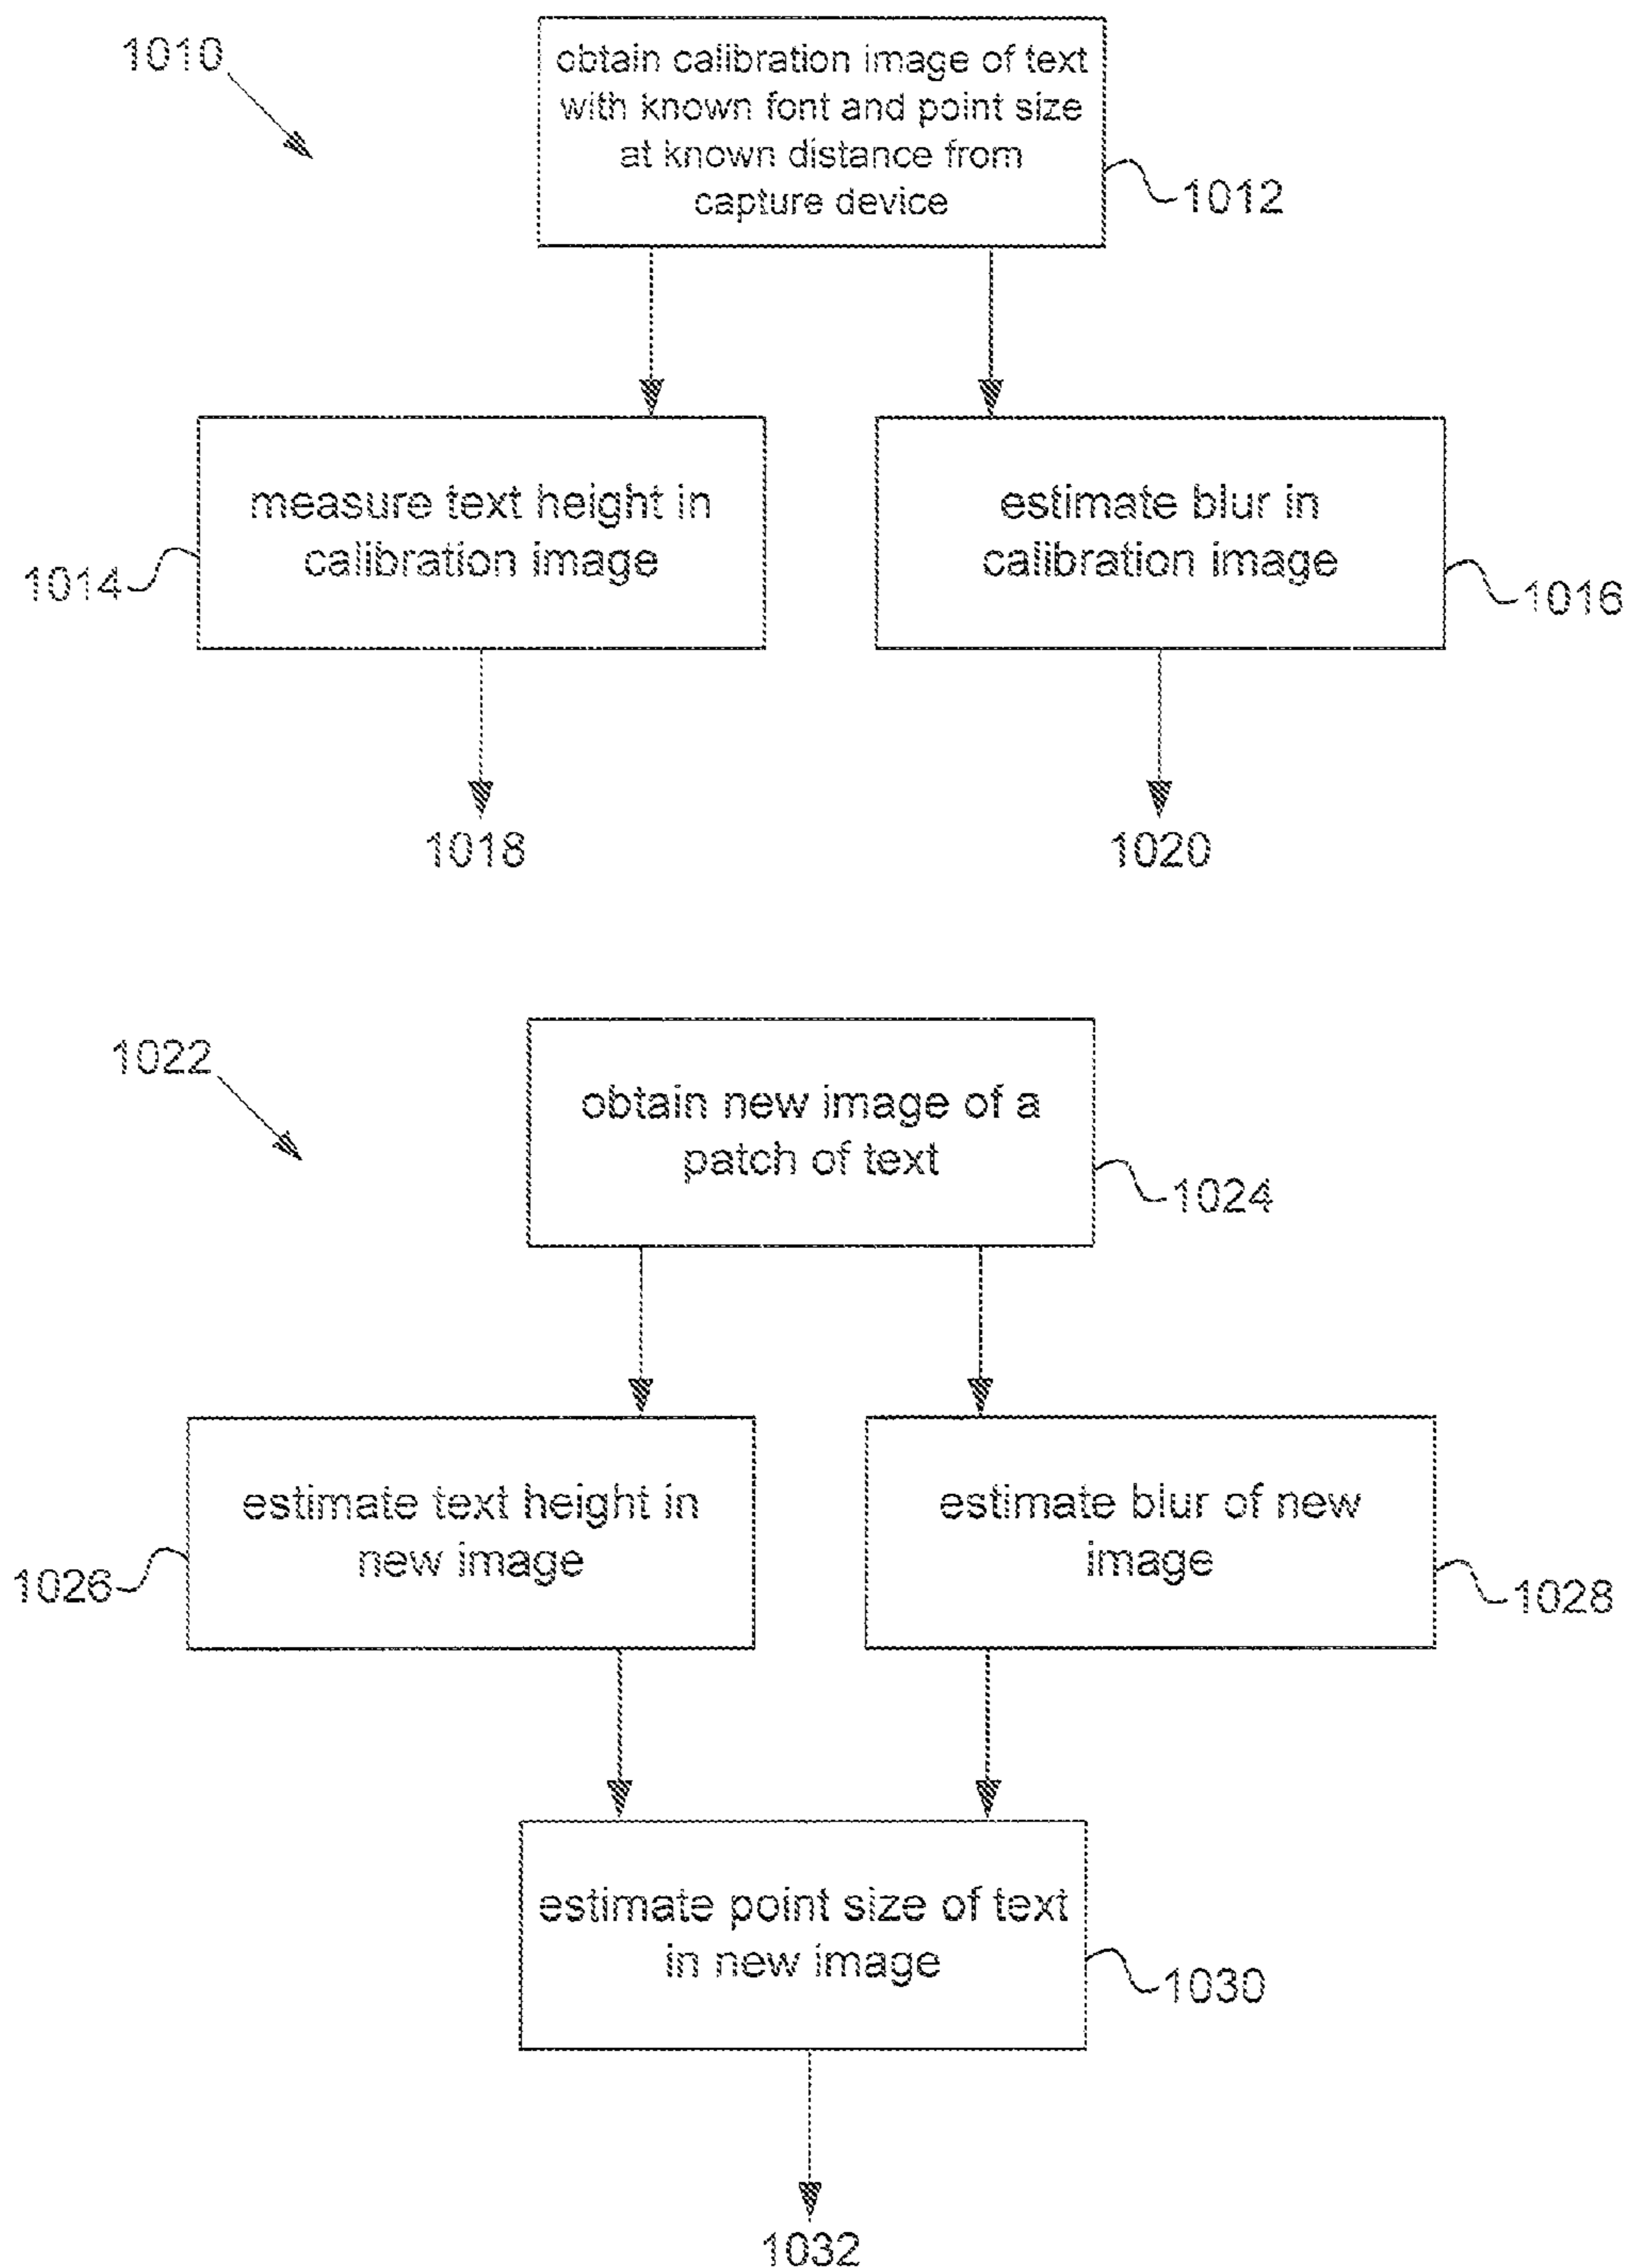 1010
obtain calibration image of text
with known font and point size
at known distance from
capture device
1012
measure text height in
calibration image
1014
estimate blur in
calibration image
1016
1018
1020
1022
obtain new image of a
patch of text
1024
estimate text height in
new image
1026
estimate blur of new
image
1028
estimate point size of text
in new image
1030
1032